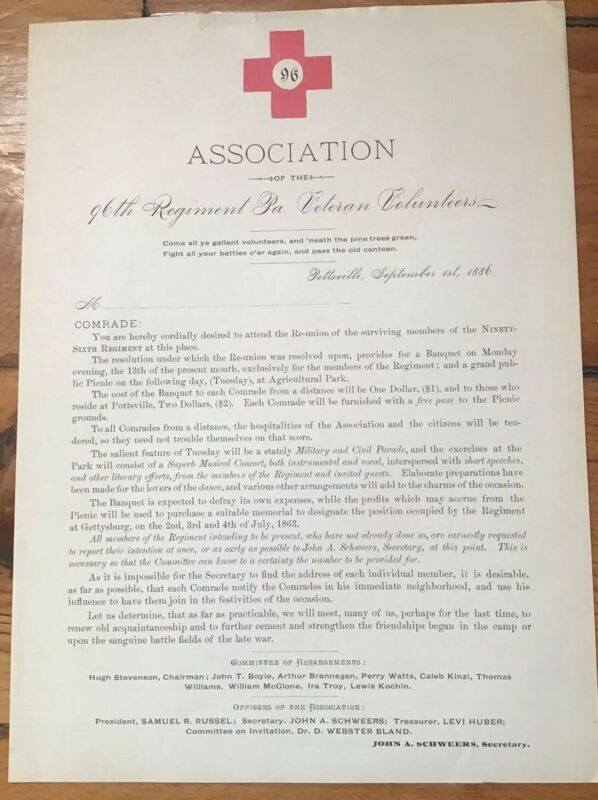 96
ASSOCIATION
OF THE
96th Regiment Pa. Veteran Volunteers
Come all ye gallant volunteers, and 'neath the pine trees green,
Fight all your battles o'er again, and pass the old canteen.
Pottsville, September 1st, 1886.
M
COMRADE:
You are hereby cordially desired to attend the Re-union of the surviving members of the NINETY-
SIXTH REGIMENT at this place.
The resolution under which the Re-union was resolved upon, provides for a Banquet on Monday
evening, the 13th of the present month, exclusively for the members of the Regiment; and a grand pub-
lic Picnic on the following day, (Tuesday), at Agricultural Park.
The cost of the Banquet to each Comrade from a distance will be One Dollar, ($1), and to those who
reside at Pottsville, Two Dollars, ($2). Each Comrade will be furnished with a free pass to the Picnic
grounds.
To all Comrades from a distance, the hospitalities of the Association and the citizens will be ten-
dered, so they need not trouble themselves on that score.
The salient feature of Tuesday will be a stately Military and Civil Parade, and the exercises at the
Park will consist of a Superb Musical Concert, both instrumental and vocal, interspersed with short speeches,
and other literary efforts, from the members of the Regiment and invited guests. Elaborate preparations have
been made for the lovers of the dance, and various other arrangements will add to the charms of the occasion.
The Banquet is expected to defray its own expenses, while the profits which may accrue from the
Picnic will be used to purchase a suitable memorial to designate the position occupied by the Regiment
at Gettysburg, on the 2nd, 3rd and 4th of July, 1863.
All members of the Regiment intending to be present, who have not already done so, are earnestly requested
to report their intention at once, or as early as possible to John A. Schweers, Secretary, at this point. This is
necessary so that the Committee can know to a certainty the number to be provided for.
As it is impossible for the Secretary to find the address of each individual member, it is desirable,
as far as possible, that each Comrade notify the Comrades in his immediate neighborhood, and use his
influence to have them join in the festivities of the occasion.
Let us determine, that as far as practicable, we will meet, many of us, perhaps for the last time, to
renew old acquaintanceship and to further cement and strengthen the friendships began in the camp or
upon the sanguine battle fields of the late war.
COMMITTEE OF ARRANGEMENTS:
Hugh Stevenson, Chairman; John T. Boyle, Arthur Brannegan, Perry Watts, Caleb Kinzi, Thomas
Williams, William McGlone, Ira Troy, Lewis Kochin.
OFFICERS OF THE ASSOCIATION:
President, SAMUEL R. RUSSEL; Secretary. JOHN A. SCHWEERS; Treasurer, LEVI HUBER;
Committee on Invitation, Dr. D. WEBSTER BLAND.
JOHN A. SCHWEERS, Secretary.